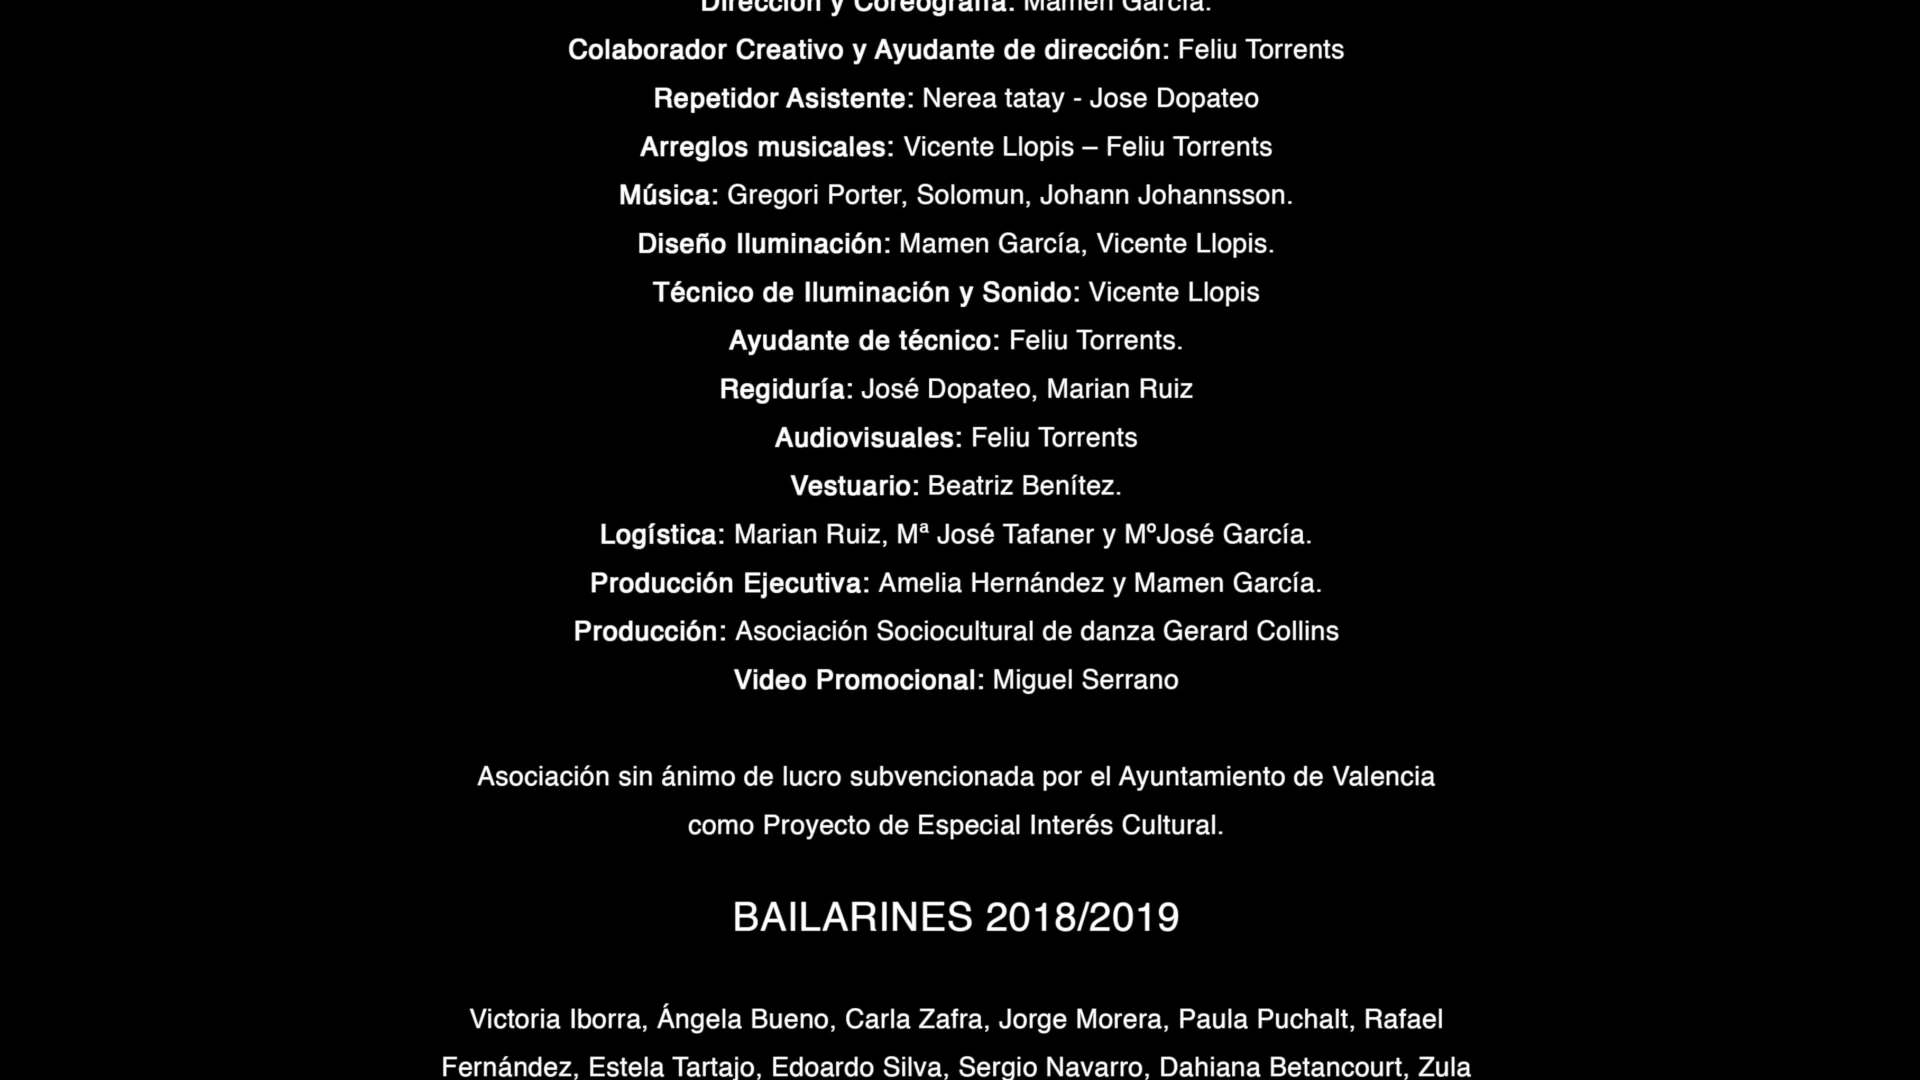 Dirección y Coreografía: Mamen García.
Colaborador Creativo y Ayudante de dirección: Feliu Torrents
Repetidor Asistente: Nerea tatay - Jose Dopateo
Arreglos musicales: Vicente Llopis – Feliu Torrents
Música: Gregori Porter, Solomun, Johann Johannsson.
Diseño Iluminación: Mamen García, Vicente Llopis.
Técnico de Iluminación y Sonido: Vicente Llopis
Ayudante de técnico: Feliu Torrents.
Regiduría: José Dopateo, Marian Ruiz
Audiovisuales: Feliu Torrents
Vestuario: Beatriz Benítez.
Logística: Marian Ruiz, Mª José Tafaner y MºJosé García.
Producción Ejecutiva: Amelia Hernández y Mamen García.
Producción: Asociación Sociocultural de danza Gerard Collins
Video Promocional: Miguel Serrano
Asociación sin ánimo de lucro subvencionada por el Ayuntamiento de Valencia
como Proyecto de Especial Interés Cultural.
BAILARINES 2018/2019
Victoria Iborra, Ángela Bueno, Carla Zafra, Jorge Morera, Paula Puchalt, Rafael
Fernández, Estela Tartajo, Edoardo Silva, Sergio Navarro, Dahiana Betancourt, Zula